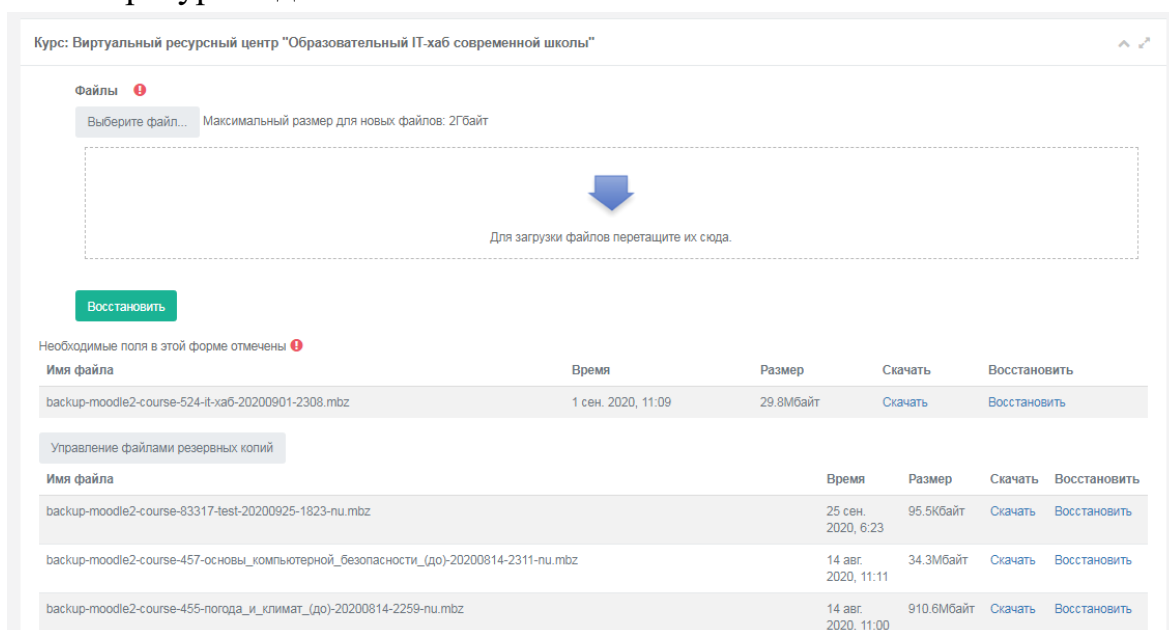 Курс: Виртуальный ресурсный центр "Образовательный IT-хаб современной школы"
Файлы
Выберите файл... Максимальный размер для новых файлов: 2Гбайт
Для загрузки файлов перетащите их сюда.
Восстановить
Необходимые поля в этой форме отмечены
Имя файла Время Размер Скачать Восстановить
backup-moodle2-course-524-it-хаб-20200901-2308.mbz 1 сен. 2020, 11:09 29.8Мбайт Скачать Восстановить
Управление файлами резервных копий
Имя файла Время Размер Скачать Восстановить
backup-moodle2-course-83317-test-20200925-1823-nu.mbz 25 сен. 2020, 6:23 95.5Кбайт Скачать Восстановить
backup-moodle2-course-457-основы_компьютерной_безопасности_(до)-20200814-2311-nu.mbz 14 авг. 2020, 11:11 34.3Мбайт Скачать Восстановить
backup-moodle2-course-455-погода_и_климат_(до)-20200814-2259-nu.mbz 14 авг. 2020, 11:00 910.6Мбайт Скачать Восстановить